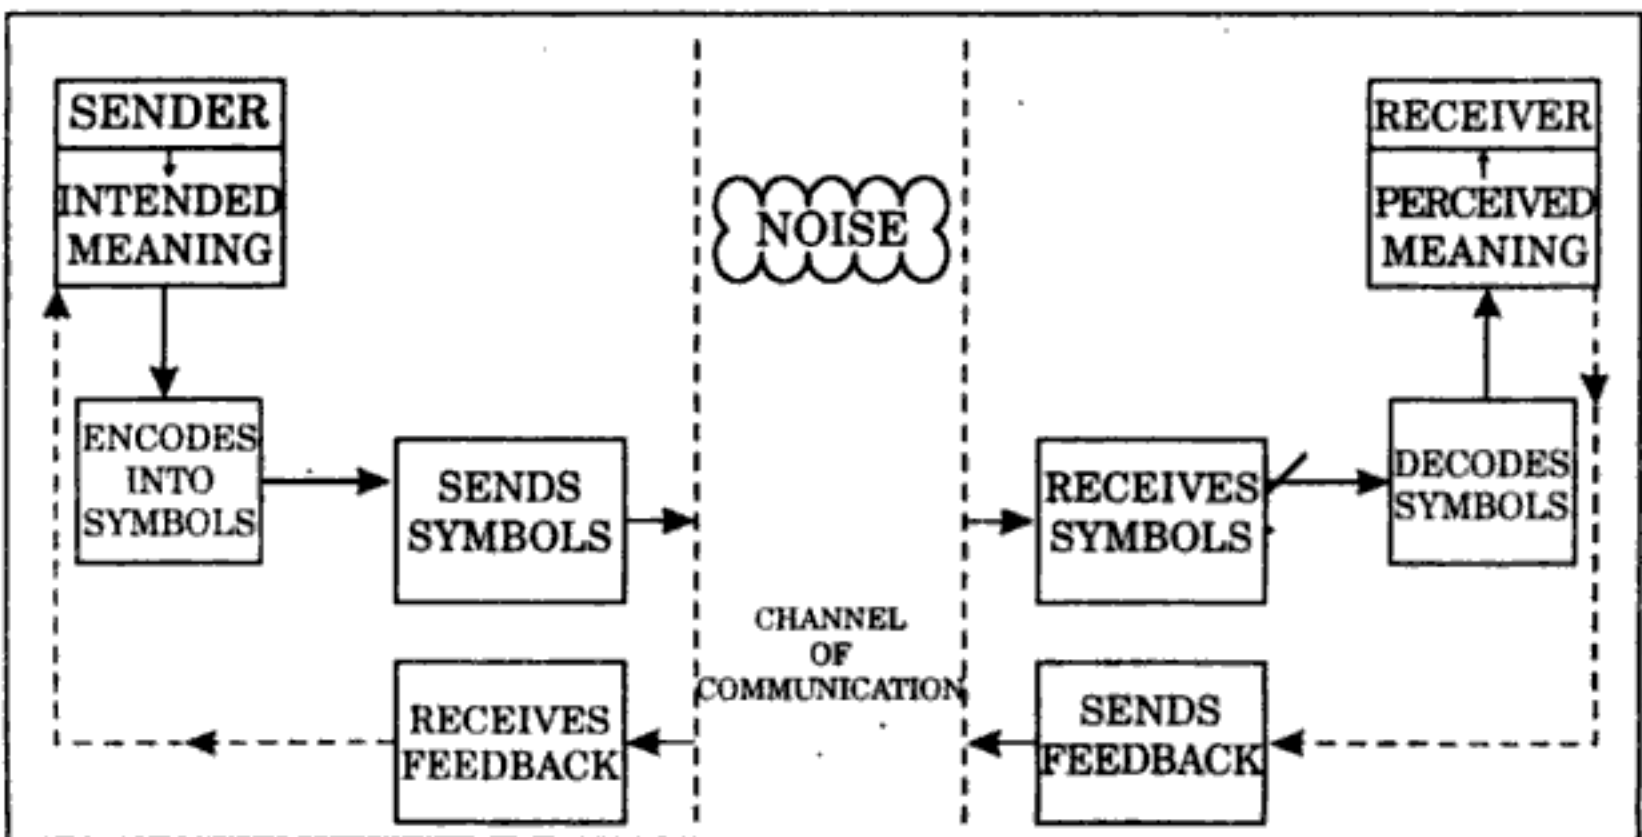 SENDER
INTENDED
MEANING
ENCODES
INTO
SYMBOLS
SENDS
SYMBOLS
NOISE
CHANNEL
OF
COMMUNICATION
RECEIVES
SYMBOLS
DECODES
SYMBOLS
RECEIVER
PERCEIVED
MEANING
SENDS
FEEDBACK
RECEIVES
FEEDBACK